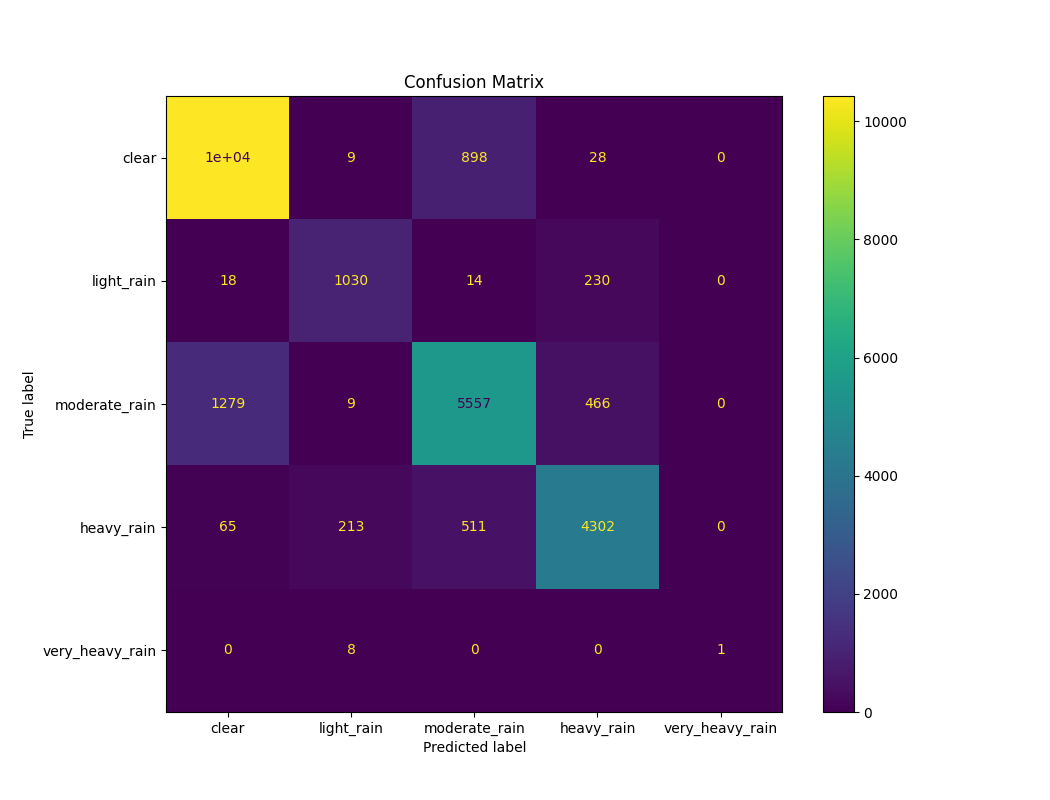 Confusion Matrix
clear 1e+04 9 898 28 0
light_rain 18 1030 14 230 0
moderate_rain 1279 9 5557 466 0
heavy_rain 65 213 511 4302 0
very_heavy_rain 0 8 0 0 1
clear light_rain moderate_rain heavy_rain very_heavy_rain
Predicted label
True label
10000
8000
6000
4000
2000
0